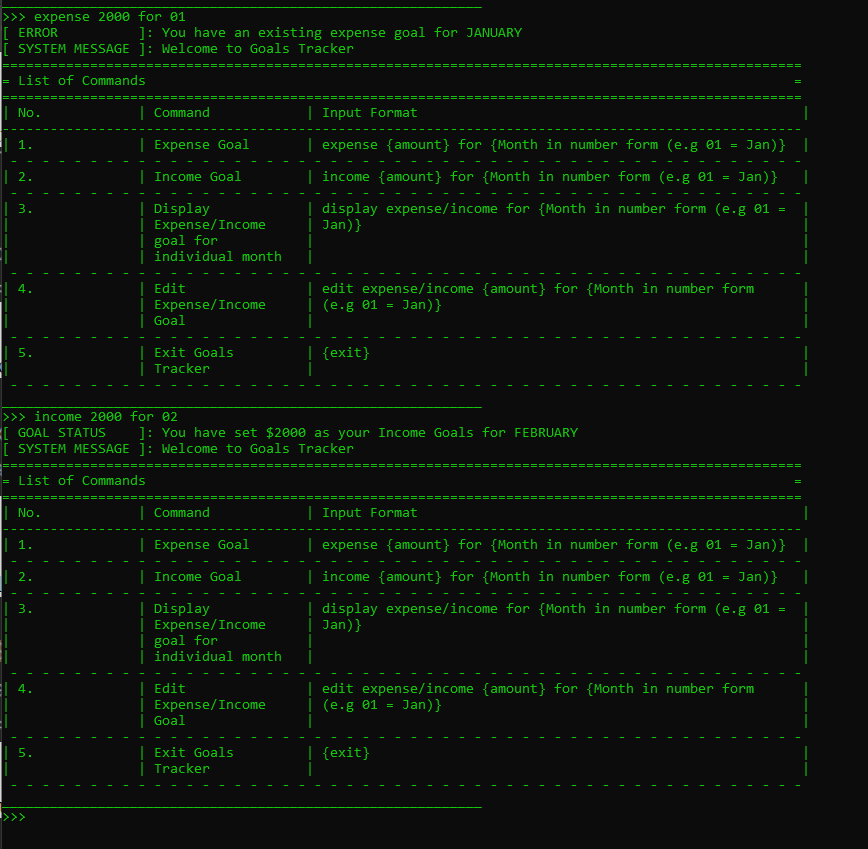 >>> expense 2000 for 01
[ ERROR          ]: You have an existing expense goal for JANUARY
[ SYSTEM MESSAGE ]: Welcome to Goals Tracker
= List of Commands =
| No. | Command | Input Format |
| 1. | Expense Goal | expense {amount} for {Month in number form (e.g 01 = Jan)} |
| 2. | Income Goal | income {amount} for {Month in number form (e.g 01 = Jan)} |
| 3. | Display | display expense/income for {Month in number form (e.g 01 = |
| | Expense/Income | Jan)} |
| | goal for | |
| | individual month | |
| 4. | Edit | edit expense/income {amount} for {Month in number form |
| | Expense/Income | (e.g 01 = Jan)} |
| | Goal | |
| 5. | Exit Goals | {exit} |
| | Tracker | |
>>> income 2000 for 02
[ GOAL STATUS    ]: You have set $2000 as your Income Goals for FEBRUARY
[ SYSTEM MESSAGE ]: Welcome to Goals Tracker
= List of Commands =
| No. | Command | Input Format |
| 1. | Expense Goal | expense {amount} for {Month in number form (e.g 01 = Jan)} |
| 2. | Income Goal | income {amount} for {Month in number form (e.g 01 = Jan)} |
| 3. | Display | display expense/income for {Month in number form (e.g 01 = |
| | Expense/Income | Jan)} |
| | goal for | |
| | individual month | |
| 4. | Edit | edit expense/income {amount} for {Month in number form |
| | Expense/Income | (e.g 01 = Jan)} |
| | Goal | |
| 5. | Exit Goals | {exit} |
| | Tracker | |
>>>